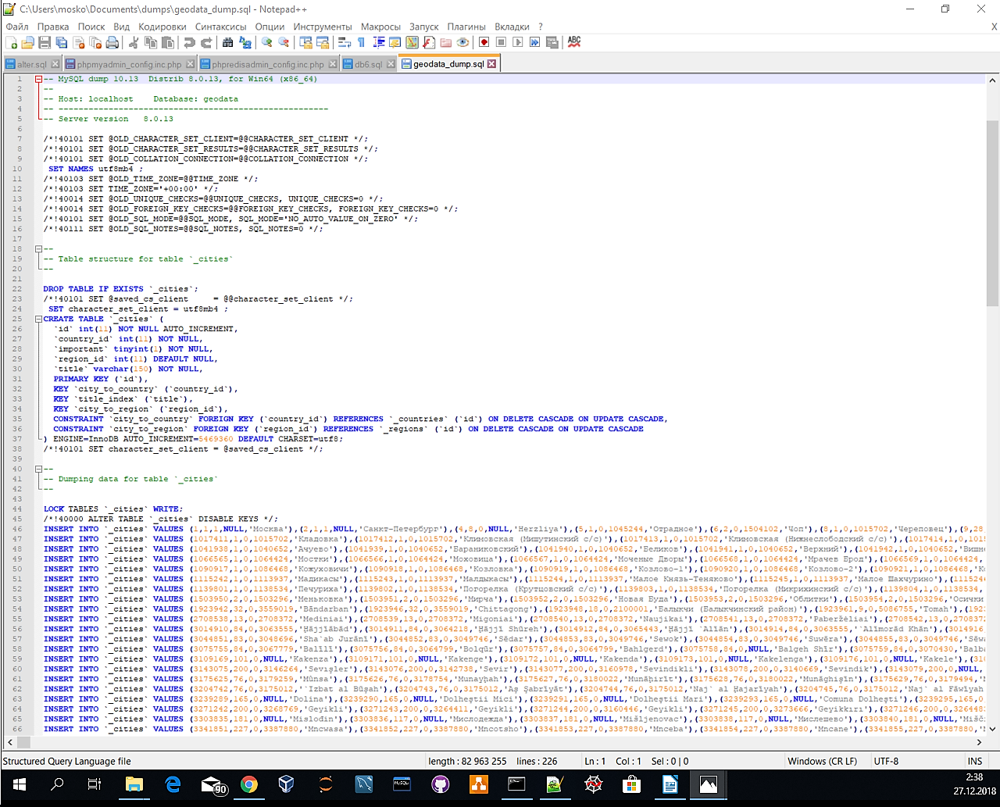 C:\Users\mosko\Documents\dumps\geodata_dump.sql - Notepad++
Файл Правка Поиск Вид Кодировки Синтаксисы Опции Инструменты Макросы Запуск Плагины Вкладки ? X
alter.sql phpmyadmin_config.inc.php phpredisadmin_config.inc.php db6.sql geodata_dump.sql
1 -- MySQL dump 10.13  Distrib 8.0.13, for Win64 (x86_64)
2 --
3 -- Host: localhost    Database: geodata
4 -- ------------------------------------------------------
5 -- Server version   8.0.13
6
7 /*!40101 SET @OLD_CHARACTER_SET_CLIENT=@@CHARACTER_SET_CLIENT */;
8 /*!40101 SET @OLD_CHARACTER_SET_RESULTS=@@CHARACTER_SET_RESULTS */;
9 /*!40101 SET @OLD_COLLATION_CONNECTION=@@COLLATION_CONNECTION */;
10 SET NAMES utf8mb4 ;
11 /*!40103 SET @OLD_TIME_ZONE=@@TIME_ZONE */;
12 /*!40103 SET TIME_ZONE='+00:00' */;
13 /*!40014 SET @OLD_UNIQUE_CHECKS=@@UNIQUE_CHECKS, UNIQUE_CHECKS=0 */;
14 /*!40014 SET @OLD_FOREIGN_KEY_CHECKS=@@FOREIGN_KEY_CHECKS, FOREIGN_KEY_CHECKS=0 */;
15 /*!40101 SET @OLD_SQL_MODE=@@SQL_MODE, SQL_MODE='NO_AUTO_VALUE_ON_ZERO' */;
16 /*!40111 SET @OLD_SQL_NOTES=@@SQL_NOTES, SQL_NOTES=0 */;
17
18 --
19 -- Table structure for table `_cities`
20 --
21
22 DROP TABLE IF EXISTS `_cities`;
23 /*!40101 SET @saved_cs_client     = @@character_set_client */;
24 SET character_set_client = utf8mb4 ;
25 CREATE TABLE `_cities` (
26 `id` int(11) NOT NULL AUTO_INCREMENT,
27 `country_id` int(11) NOT NULL,
28 `important` tinyint(1) NOT NULL,
29 `region_id` int(11) DEFAULT NULL,
30 `title` varchar(150) NOT NULL,
31 PRIMARY KEY (`id`),
32 KEY `city_to_country` (`country_id`),
33 KEY `title_index` (`title`),
34 KEY `city_to_region` (`region_id`),
35 CONSTRAINT `city_to_country` FOREIGN KEY (`country_id`) REFERENCES `_countries` (`id`) ON DELETE CASCADE ON UPDATE CASCADE,
36 CONSTRAINT `city_to_region` FOREIGN KEY (`region_id`) REFERENCES `_regions` (`id`) ON DELETE CASCADE ON UPDATE CASCADE
37 ) ENGINE=InnoDB AUTO_INCREMENT=5469360 DEFAULT CHARSET=utf8;
38 /*!40101 SET character_set_client = @saved_cs_client */;
39
40 --
41 -- Dumping data for table `_cities`
42 --
43
44 LOCK TABLES `_cities` WRITE;
45 /*!40000 ALTER TABLE `_cities` DISABLE KEYS */;
46 INSERT INTO `_cities` VALUES (1,1,1,NULL,'Москва'),(2,1,1,NULL,'Санкт-Петербург'),(4,8,0,NULL,'Herzliya'),(5,1,0,1045244,'Отрадное'),(6,2,0,1504102,'Чоп'),(8,1,0,1015702,'Череповец'),(9,28
47 INSERT INTO `_cities` VALUES (1017411,1,0,1015702,'Кладовка'),(1017412,1,0,1015702,'Климовская (Мишутинский с/с)'),(1017413,1,0,1015702,'Климовская (Нижнеслободский с/с)'),(1017414,1,0,101570
48 INSERT INTO `_cities` VALUES (1041938,1,0,1040652,'Ачуево'),(1041939,1,0,1040652,'Бараниковский'),(1041940,1,0,1040652,'Великов'),(1041941,1,0,1040652,'Верхний'),(1041942,1,0,1040652,'Вишн
49 INSERT INTO `_cities` VALUES (1066565,1,0,1064424,'Мостки'),(1066566,1,0,1064424,'Моховица'),(1066567,1,0,1064424,'Моченые Дворы'),(1066568,1,0,1064424,'Мрачев Брод'),(1066569,1,0,1064424,
50 INSERT INTO `_cities` VALUES (1090917,1,0,1086468,'Кожуховичи'),(1090918,1,0,1086468,'Козловка'),(1090919,1,0,1086468,'Козлово-1'),(1090920,1,0,1086468,'Козлово-2'),(1090921,1,0,1086468,'К
51 INSERT INTO `_cities` VALUES (1115242,1,0,1113937,'Мадикасы'),(1115243,1,0,1113937,'Малдыкасы'),(1115244,1,0,1113937,'Малое Князь-Теняково'),(1115245,1,0,1113937,'Малое Шахчурино'),(111524
52 INSERT INTO `_cities` VALUES (1139801,1,0,1138534,'Печуриха'),(1139802,1,0,1138534,'Погорелка (Крутцовский с/с)'),(1139803,1,0,1138534,'Погорелка (Микрихинский с/с)'),(1139804,1,0,1138534,
53 INSERT INTO `_cities` VALUES (1503950,2,0,1503296,'Меньковка'),(1503951,2,0,1503296,'Мирча'),(1503952,2,0,1503296,'Новая Буда'),(1503953,2,0,1503296,'Облитки'),(1503954,2,0,1503296,'Осички
54 INSERT INTO `_cities` VALUES (1923942,32,0,3559019,'Bāndarban'),(1923946,32,0,3559019,'Chittagong'),(1923948,18,0,2100001,'Балыкчи (Балыкчинский район)'),(1923961,9,0,5086755,'Tomah'),(192
55 INSERT INTO `_cities` VALUES (2708538,13,0,2708372,'Mediniai'),(2708539,13,0,2708372,'Migoniai'),(2708540,13,0,2708372,'Naujikai'),(2708541,13,0,2708372,'Paberžėliai'),(2708542,13,0,2708372
56 INSERT INTO `_cities` VALUES (3014910,84,0,3063555,'Ḩājjīābād'),(3014911,84,0,3064218,'Ḩājjī Shūreh'),(3014912,84,0,3065443,'Ḩājjī `Alīān'),(3014914,84,0,3063555,'`Alīmorād Khān'),(3014916
57 INSERT INTO `_cities` VALUES (3044851,83,0,3048696,'Sha`ab Jurānī'),(3044852,83,0,3049746,'Sēdar'),(3044853,83,0,3049746,'Sewok'),(3044854,83,0,3049746,'Suwēra'),(3044855,83,0,3049746,'Sēwa
58 INSERT INTO `_cities` VALUES (3075755,84,0,3067779,'Balīlī'),(3075756,84,0,3064799,'Bolqūr'),(3075757,84,0,3064799,'Bahlgerd'),(3075758,84,0,NULL,'Balgeh Shīr'),(3075759,84,0,3070430,'Balba
59 INSERT INTO `_cities` VALUES (3109169,101,0,NULL,'Kakenza'),(3109171,101,0,NULL,'Kakenge'),(3109172,101,0,NULL,'Kakenda'),(3109173,101,0,NULL,'Kakelenga'),(3109176,101,0,NULL,'Kakele'),(310
60 INSERT INTO `_cities` VALUES (3143075,200,0,3146264,'Sevışler'),(3143076,200,0,3142738,'Sevir'),(3143077,200,0,3160978,'Sevindikli'),(3143078,200,0,3140669,'Sevindik'),(3143079,200,0,NULL,
61 INSERT INTO `_cities` VALUES (3175625,76,0,3179259,'Mūnsa'),(3175626,76,0,3178754,'Munayḩah'),(3175627,76,0,3180022,'Munāḩirīt'),(3175628,76,0,3180022,'Munāghişīn'),(3175629,76,0,3179494,'M
62 INSERT INTO `_cities` VALUES (3204742,76,0,3175012,'`Izbat al Būşah'),(3204743,76,0,3175012,'Aş Şabrīyāt'),(3204744,76,0,3175012,'Naj` al Ḩajarīyah'),(3204745,76,0,3175012,'Naj` al Fāwīyah
63 INSERT INTO `_cities` VALUES (3239289,165,0,NULL,'Dolina'),(3239290,165,0,NULL,'Dolheştii Mici'),(3239291,165,0,NULL,'Dolheştii Mari'),(3239293,165,0,NULL,'Comuna Dolheşti'),(3239295,165,0
64 INSERT INTO `_cities` VALUES (3271242,200,0,3268769,'Geyikli'),(3271243,200,0,3264411,'Geyikli'),(3271244,200,0,3160446,'Geyikli'),(3271245,200,0,3273666,'Geyikkırı'),(3271246,200,0,326448
65 INSERT INTO `_cities` VALUES (3303835,181,0,NULL,'Mislođin'),(3303836,117,0,NULL,'Мислодежда'),(3303837,181,0,NULL,'Mišljenovac'),(3303838,117,0,NULL,'Мислешево'),(3303840,181,0,NULL,'Mišči
66 INSERT INTO `_cities` VALUES (3341851,227,0,3387880,'Mncwasa'),(3341852,227,0,3387880,'Mncotsho'),(3341853,227,0,3387880,'Mnceba'),(3341854,227,0,3387880,'Mncane'),(3341855,227,0,3387880,'M
Structured Query Language file length : 82 963 255 lines : 226 Ln : 1 Col : 1 Sel : 0 | 0 Windows (CR LF) UTF-8 INS
90
2:38
27.12.2018